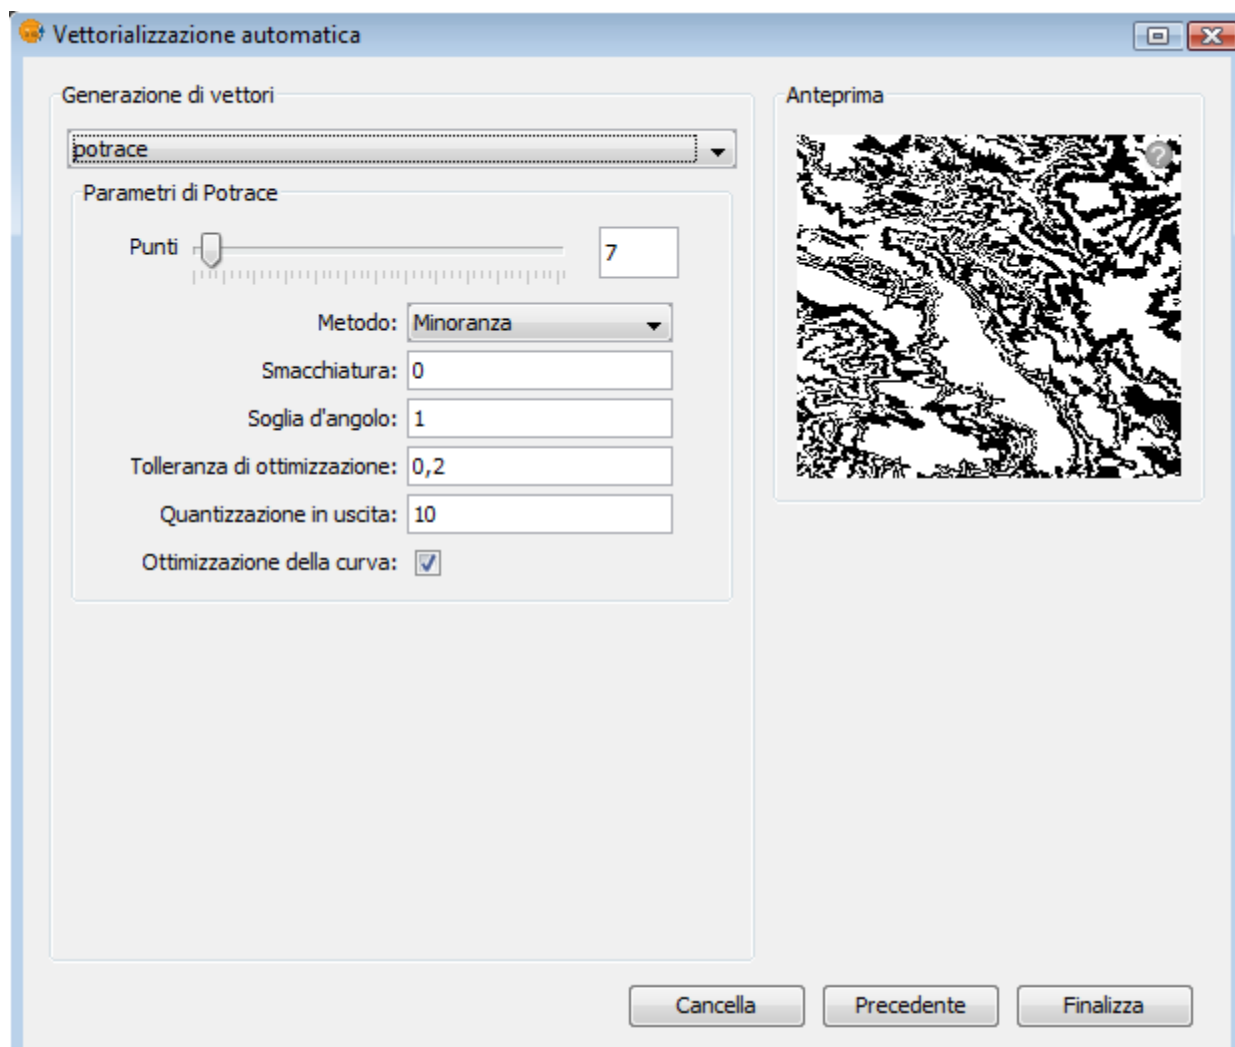 Vettorializzazione automatica
Generazione di vettori
potrace
Parametri di Potrace
Punti 7
Metodo: Minoranza
Smacchiatura: 0
Soglia d'angolo: 1
Tolleranza di ottimizzazione: 0,2
Quantizzazione in uscita: 10
Ottimizzazione della curva:
Anteprima
?
Cancella Precedente Finalizza